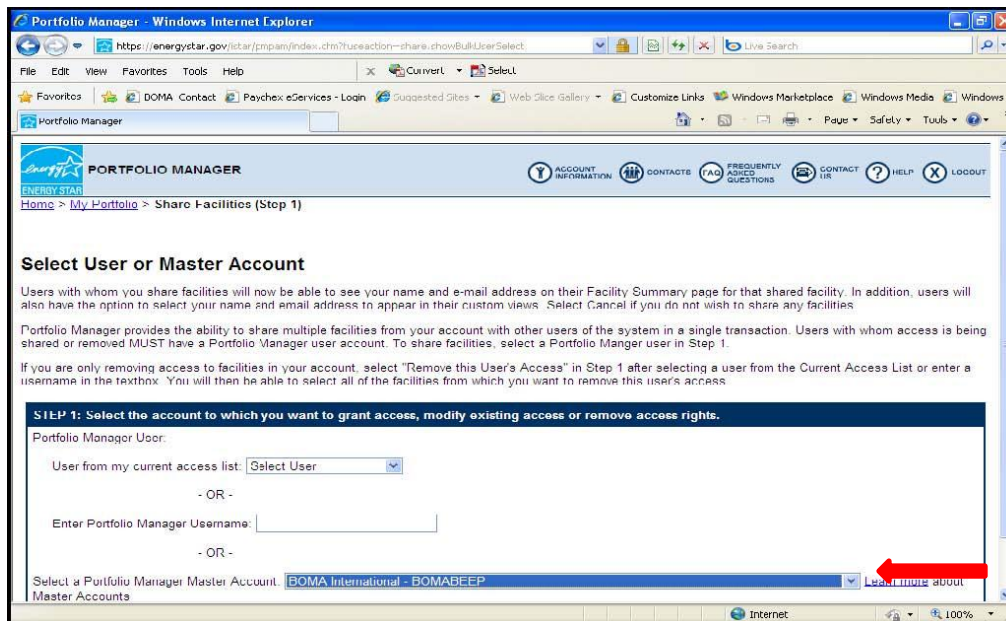 Portfolio Manager - Windows Internet Explorer
https://energystar.gov/istar/pmpam/index.cfm?fuseaction=share.showBulkUserSelect
Live Search
File Edit View Favorites Tools Help
Convert Select
Favorites DOMA Contact Paychex eServices - Login Suggested Sites Web Slice Gallery Customize Links Windows Marketplace Windows Media Windows
Portfolio Manager
Page Safety Tools
energy
ENERGY STAR
PORTFOLIO MANAGER
ACCOUNT INFORMATION CONTACTS FAQ FREQUENTLY ASKED QUESTIONS CONTACT US ? HELP X LOGOUT
Home > My Portfolio > Share Facilities (Step 1)
Select User or Master Account
Users with whom you share facilities will now be able to see your name and e-mail address on their Facility Summary page for that shared facility. In addition, users will
also have the option to select your name and email address to appear in their custom views. Select Cancel if you do not wish to share any facilities.
Portfolio Manager provides the ability to share multiple facilities from your account with other users of the system in a single transaction. Users with whom access is being
shared or removed MUST have a Portfolio Manager user account. To share facilities, select a Portfolio Manger user in Step 1.
If you are only removing access to facilities in your account, select "Remove this User's Access" in Step 1 after selecting a user from the Current Access List or enter a
username in the textbox. You will then be able to select all of the facilities from which you want to remove this user's access.
STEP 1: Select the account to which you want to grant access, modify existing access or remove access rights.
Portfolio Manager User:
User from my current access list: Select User
- OR -
Enter Portfolio Manager Username:
- OR -
Select a Portfolio Manager Master Account: BOMA International - BOMABEEP Learn more about
Master Accounts
Internet 100%